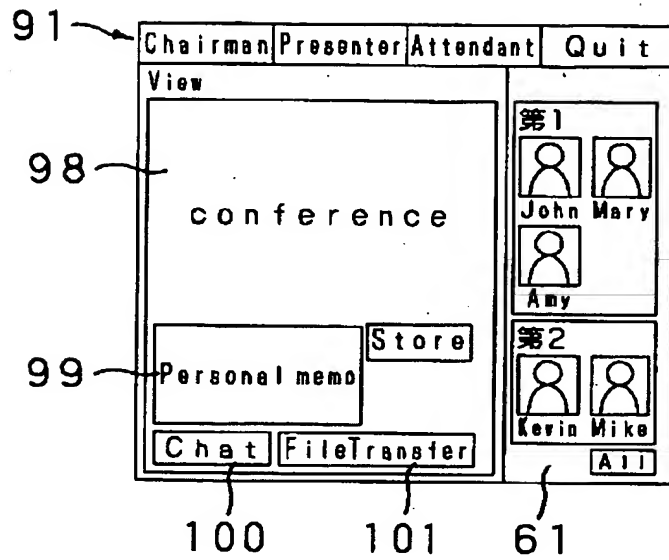 91
Chairman Presenter Attendant Quit
View
98
conference
第1
John Mary
Amy
Store
99
Personal memo
第2
Kevin Mike
Chat FileTransfer
All
100 101 61